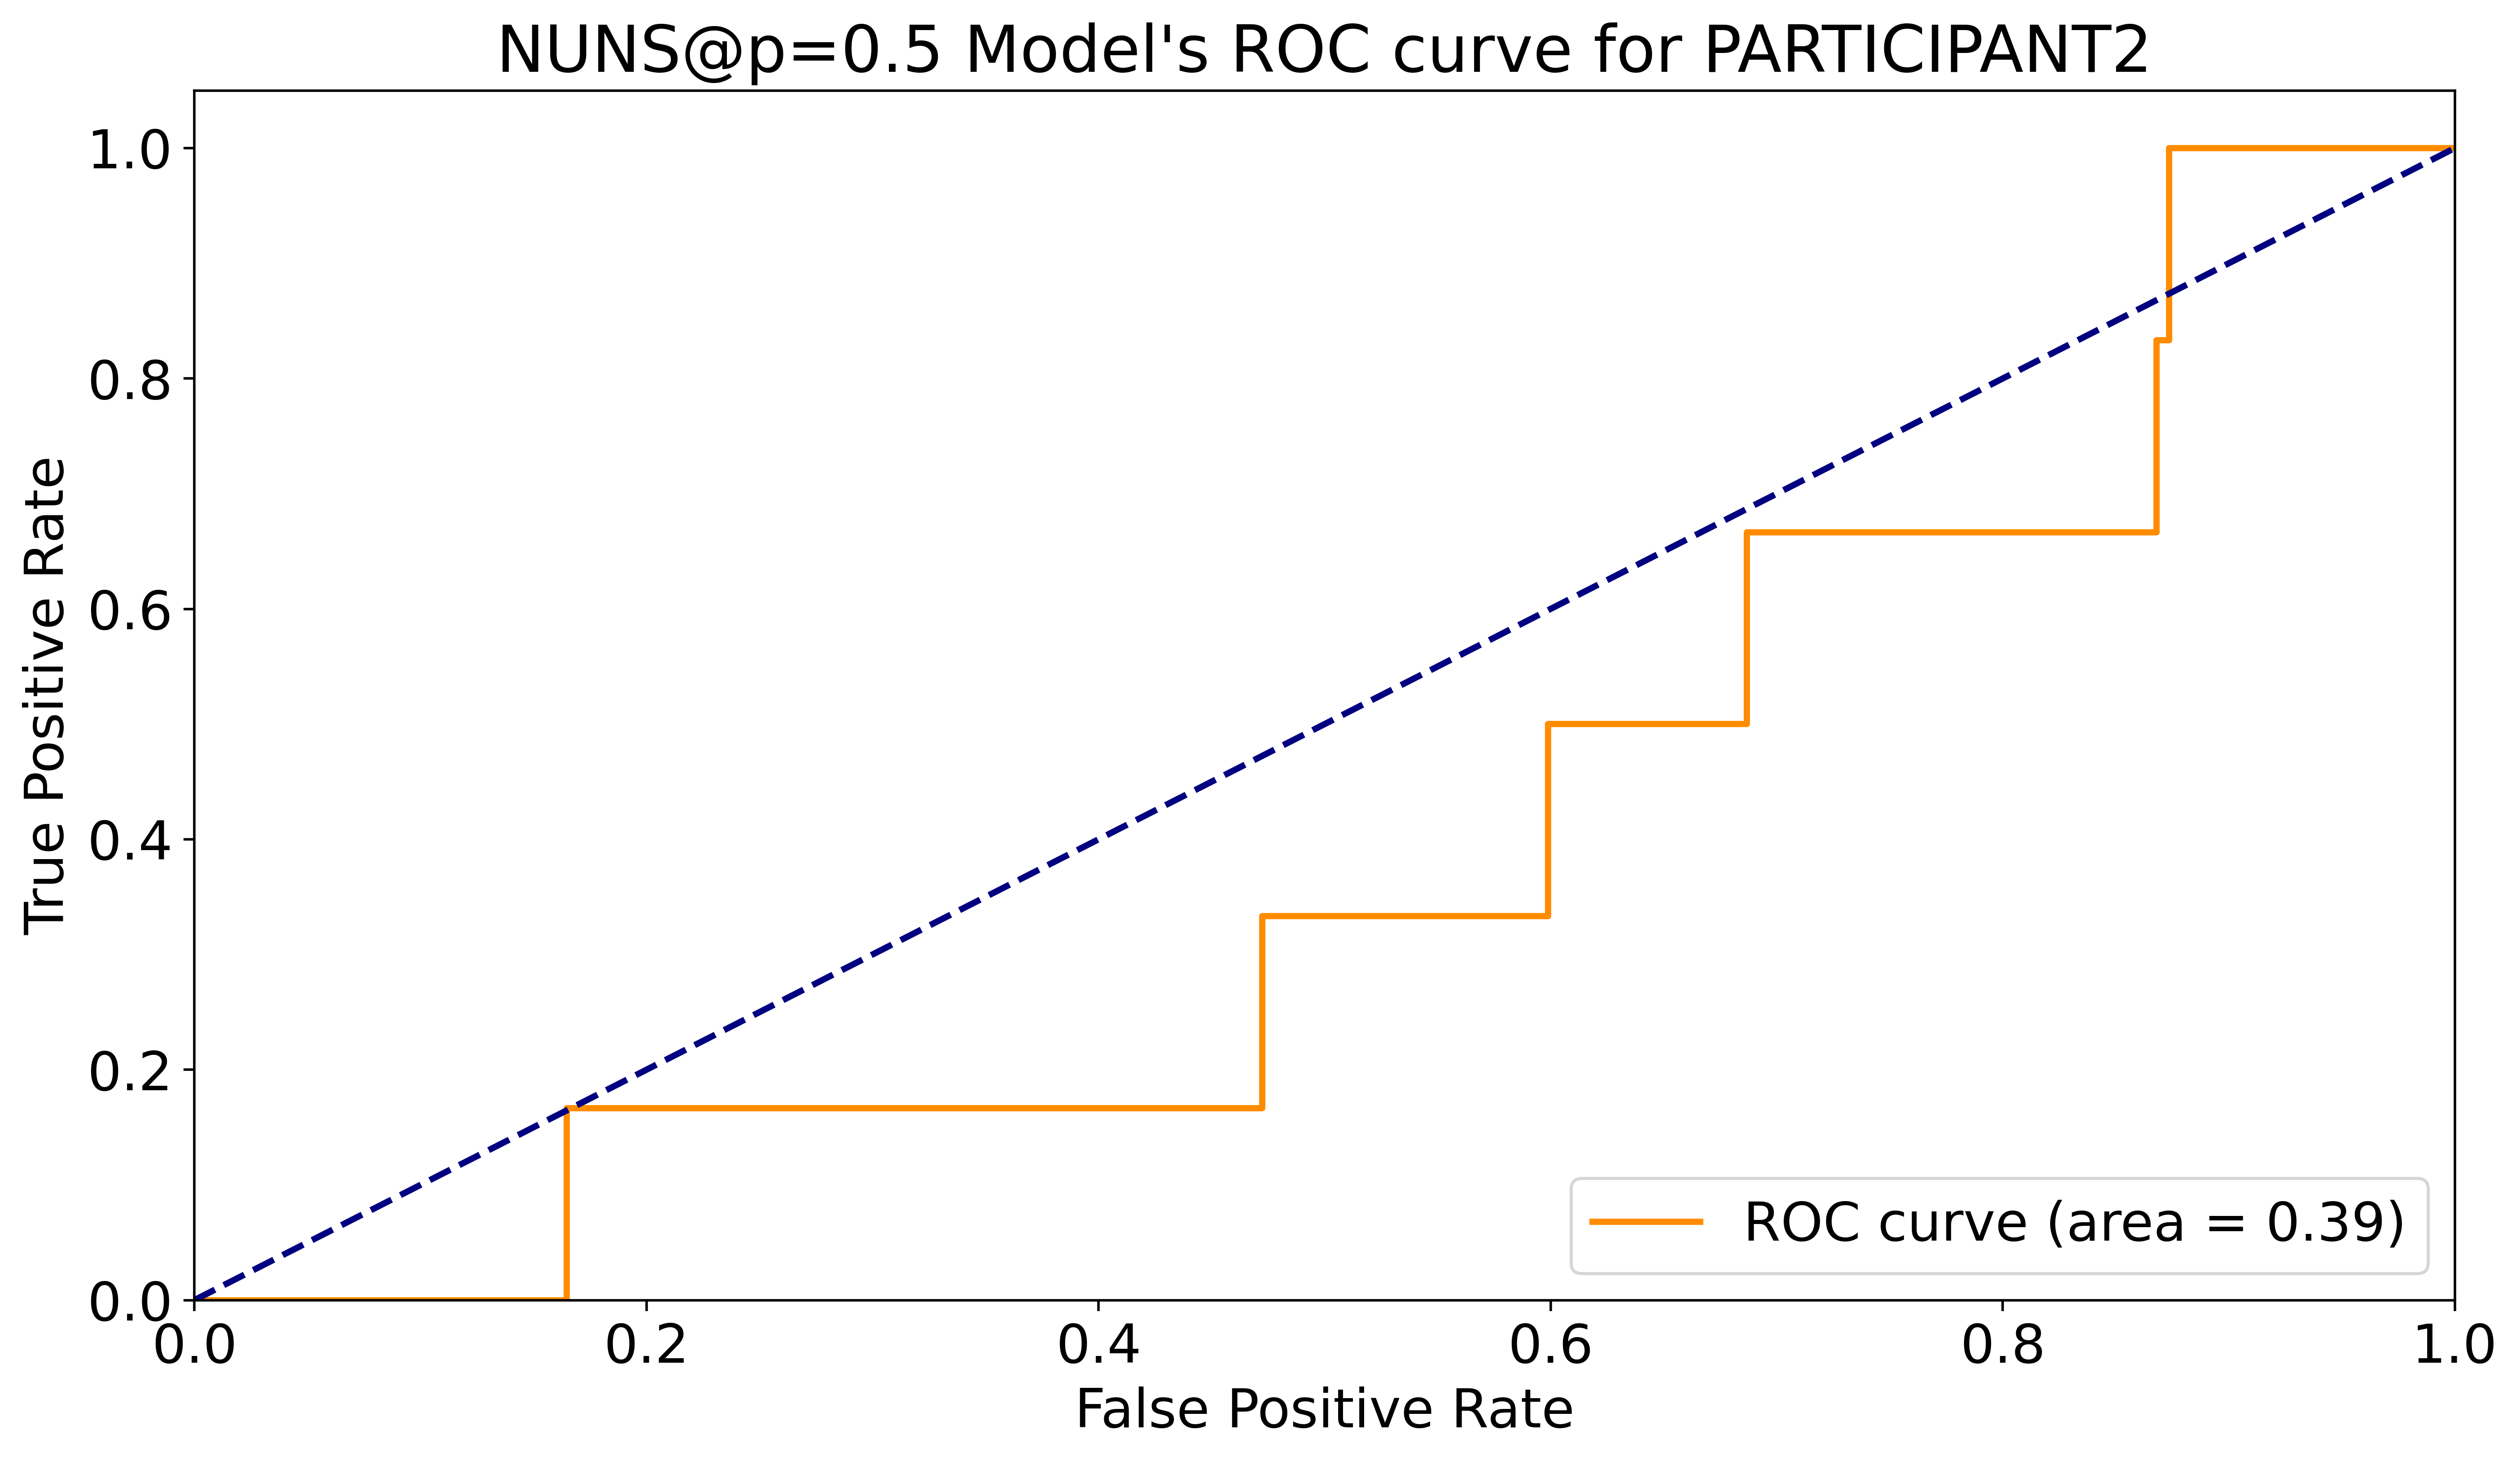 NUNS@p=0.5 Model's ROC curve for PARTICIPANT2
1.0
0.8
0.6
0.4
0.2
0.0
True Positive Rate
ROC curve (area = 0.39)
0.0 0.2 0.4 0.6 0.8 1.0
False Positive Rate